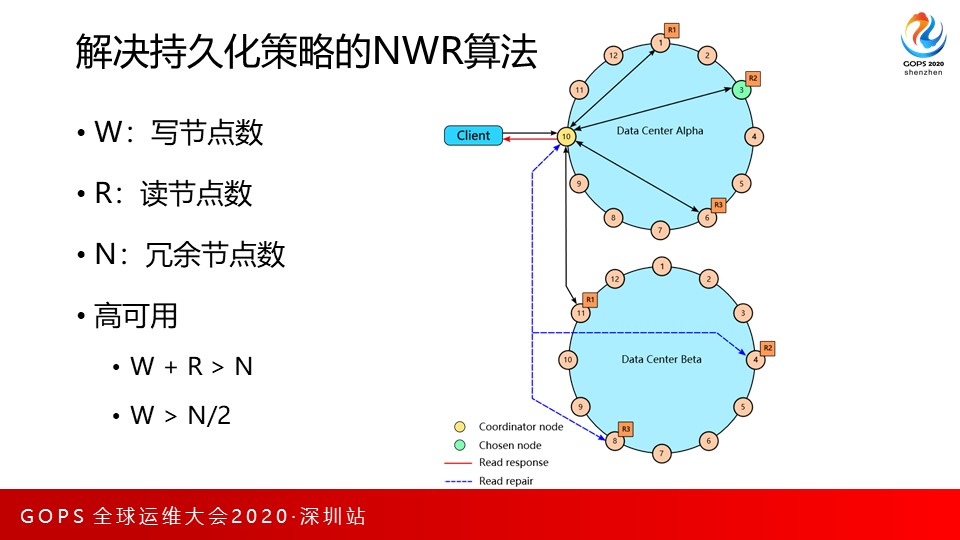 解决持久化策略的NWR算法
GOPS 2020
shenzhen
• W：写节点数
• R：读节点数
• N：冗余节点数
• 高可用
• W + R > N
• W > N/2
Client
Data Center Alpha
R1
R2
R3
1
2
3
4
5
6
7
8
9
10
11
12
Data Center Beta
R1
R2
R3
1
2
3
4
5
6
7
8
9
10
11
12
Coordinator node
Chosen node
Read response
Read repair
GOPS 全球运维大会2020·深圳站